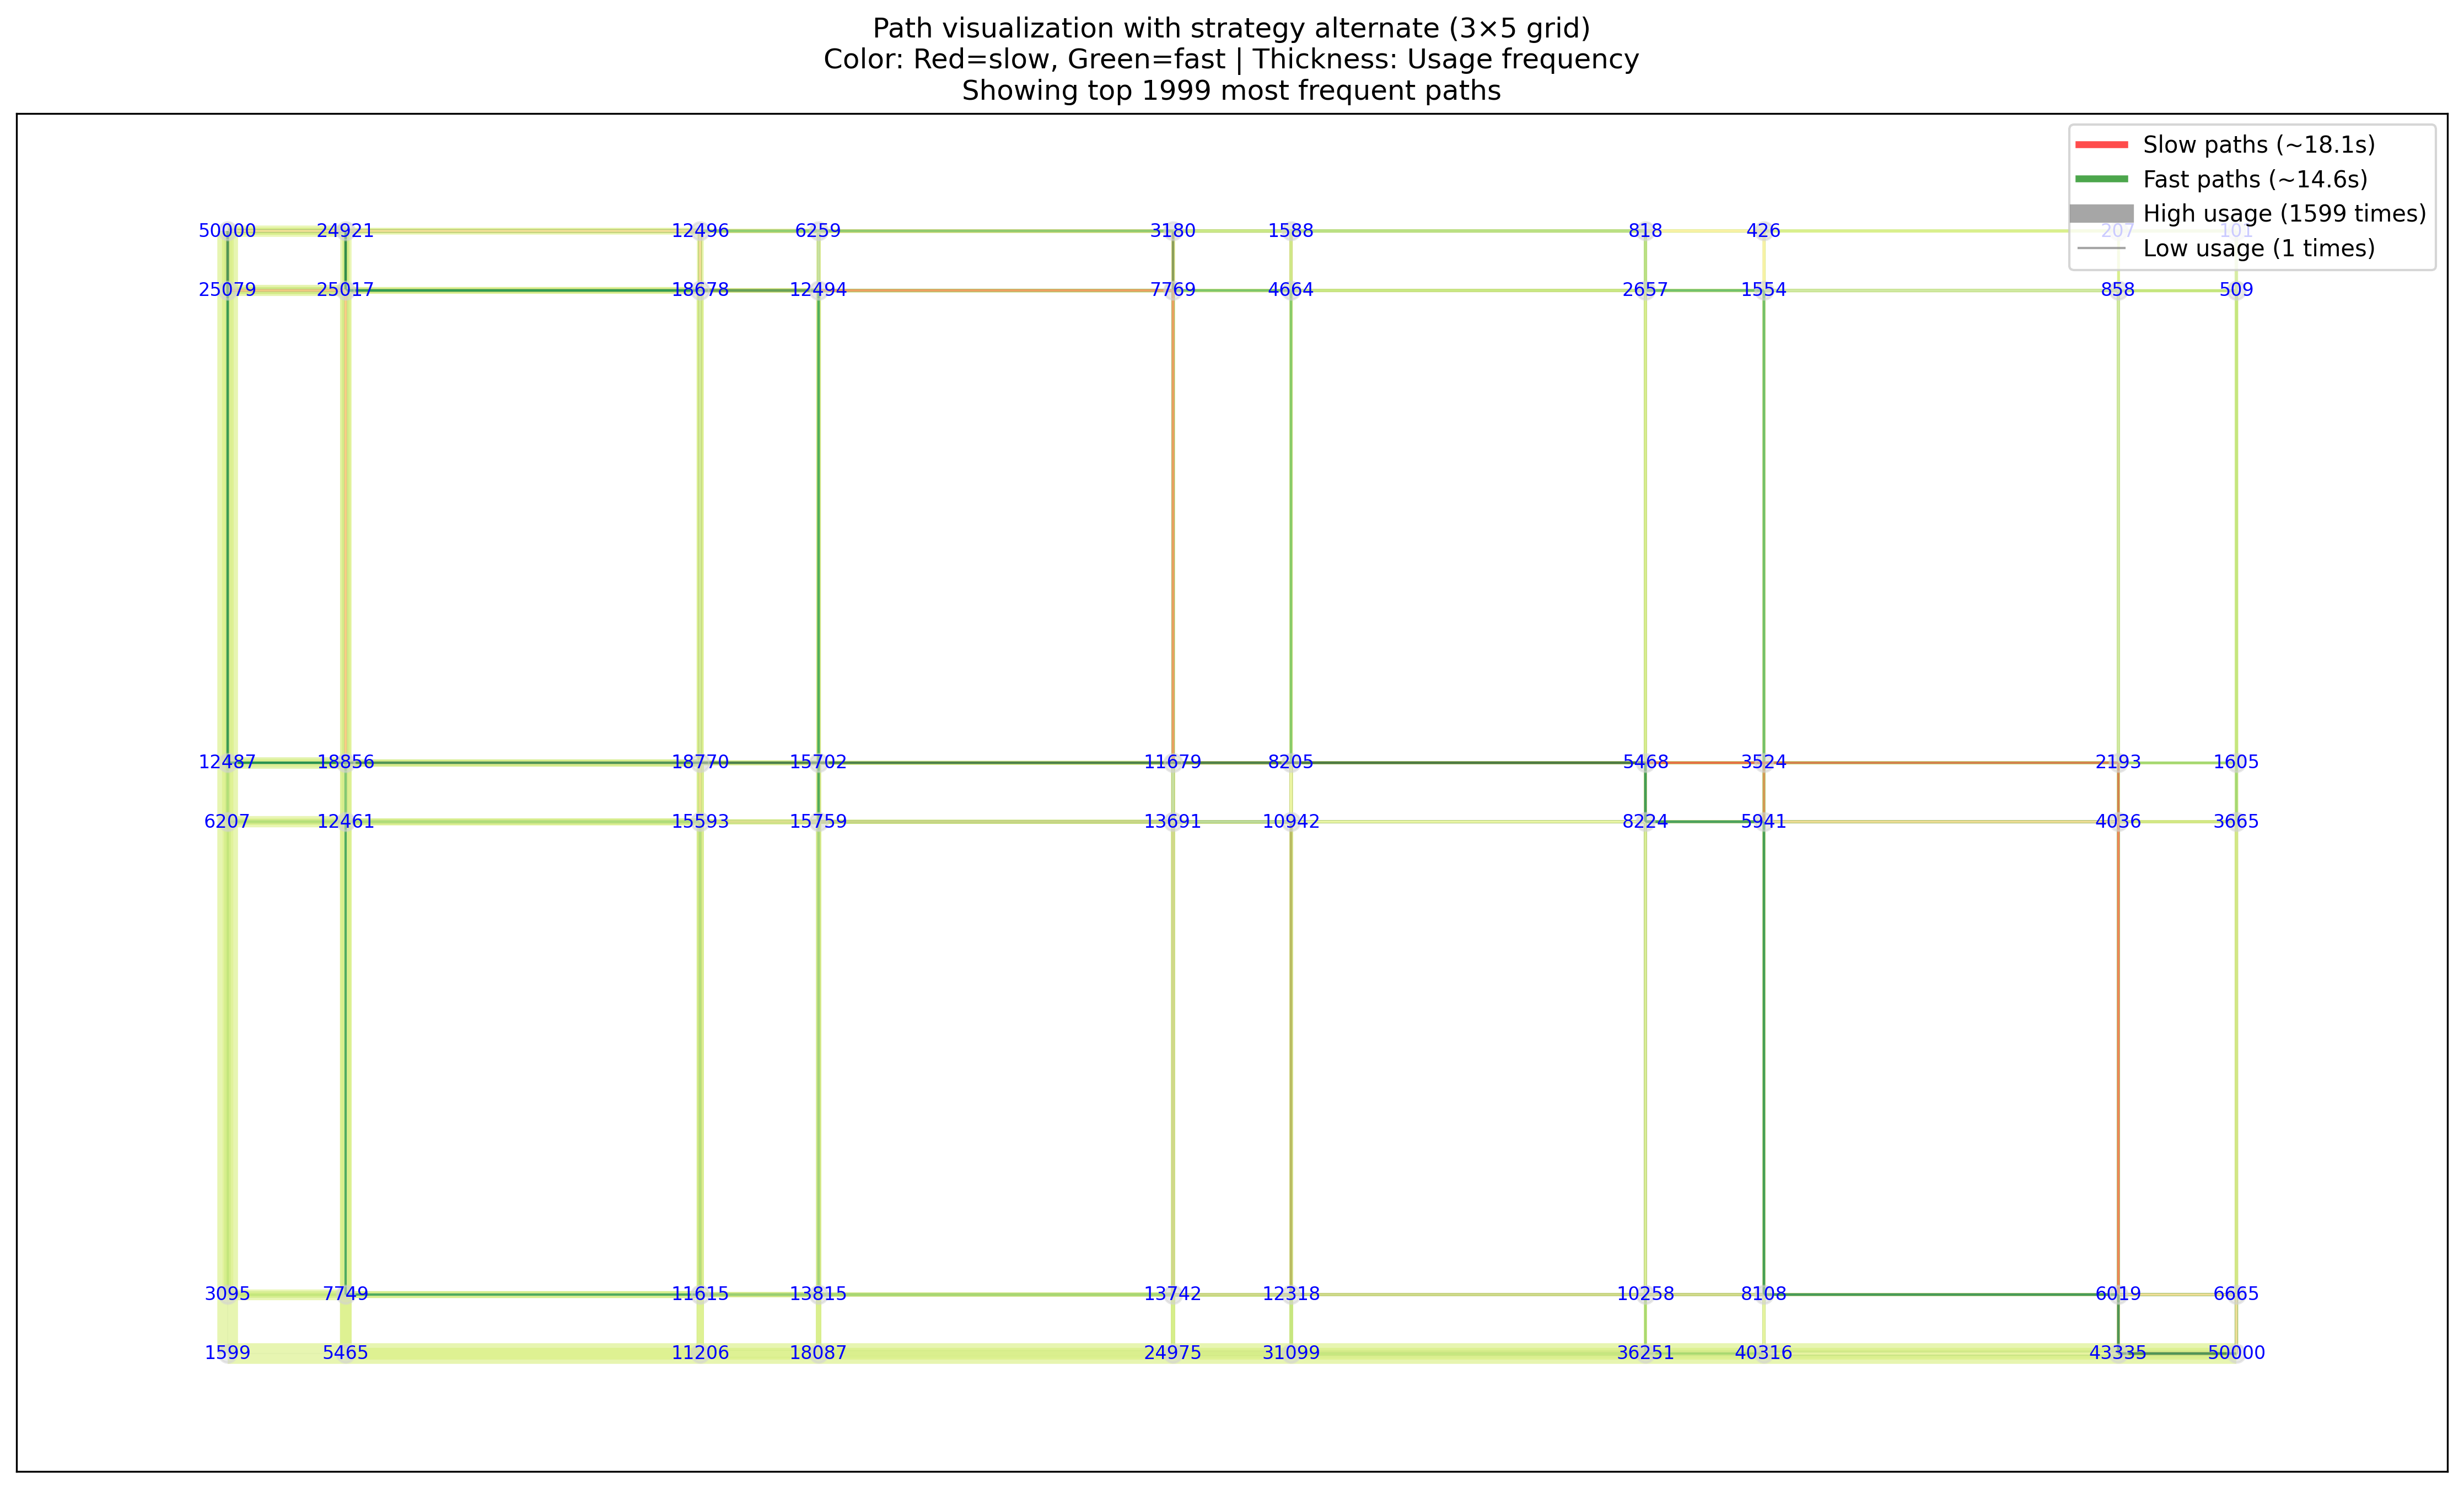 Path visualization with strategy alternate (3×5 grid)
Color: Red=slow, Green=fast | Thickness: Usage frequency
Showing top 1999 most frequent paths
Slow paths (~18.1s)
Fast paths (~14.6s)
High usage (1599 times)
Low usage (1 times)
50000 24921 12496 6259 3180 1588 818 426 207 101
25079 25017 18678 12494 7769 4664 2657 1554 858 509
12487 18856 18770 15702 11679 8205 5468 3524 2193 1605
6207 12461 15593 15759 13691 10942 8224 5941 4036 3665
3095 7749 11615 13815 13742 12318 10258 8108 6019 6665
1599 5465 11206 18087 24975 31099 36251 40316 43335 50000